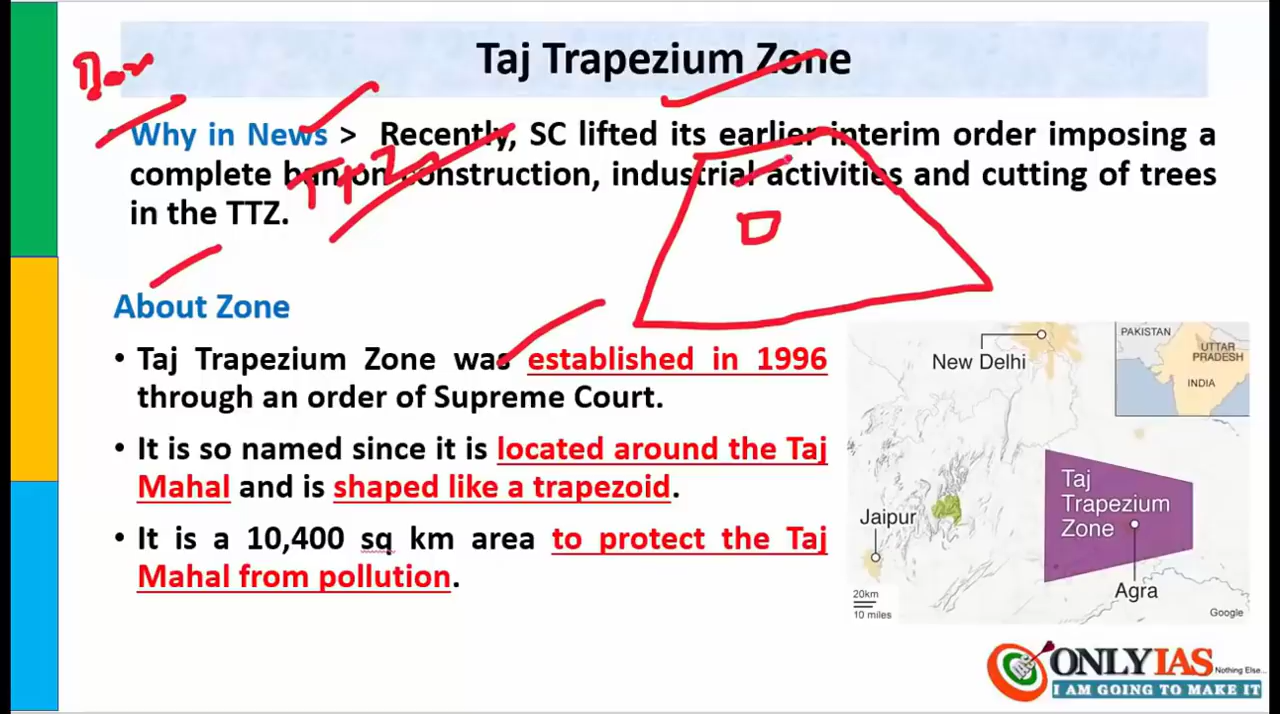 Taj Trapezium Zone
Why in News > Recently, SC lifted its earlier interim order imposing a
complete ban on construction, industrial activities and cutting of trees
in the TTZ.
About Zone
• Taj Trapezium Zone was established in 1996
through an order of Supreme Court.
• It is so named since it is located around the Taj
Mahal and is shaped like a trapezoid.
• It is a 10,400 sq km area to protect the Taj
Mahal from pollution.
New Delhi
PAKISTAN
UTTAR
PRADESH
INDIA
Taj
Trapezium
Zone
Jaipur
Agra
20km
10 miles
Google
ONLYIAS
Nothing Else...
I AM GOING TO MAKE IT